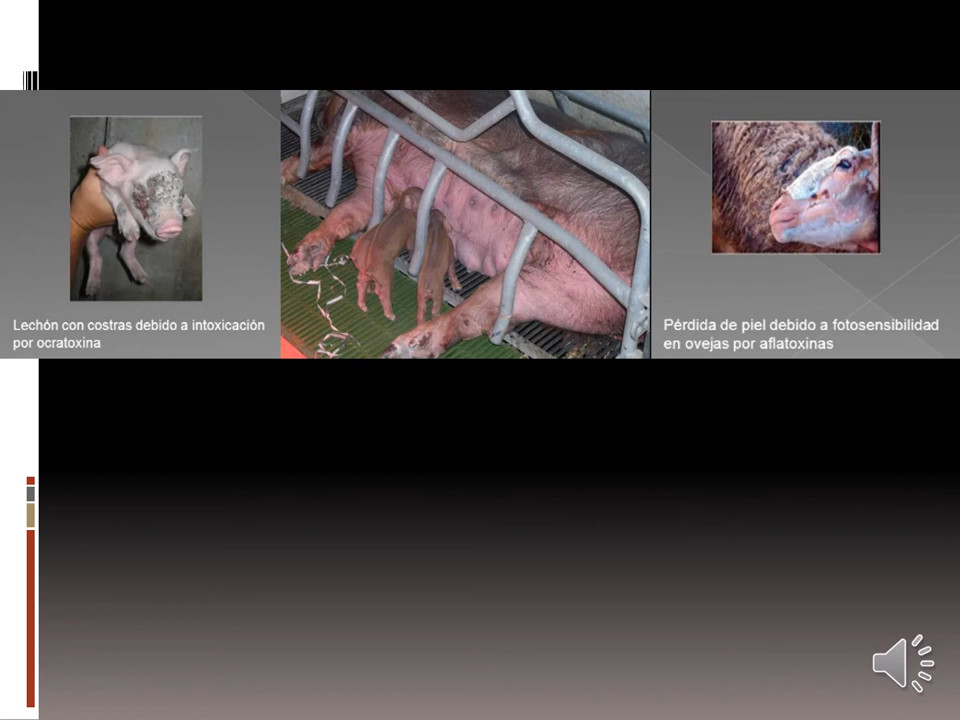 Lechón con costras debido a intoxicación
por ocratoxina
Pérdida de piel debido a fotosensibilidad
en ovejas por aflatoxinas